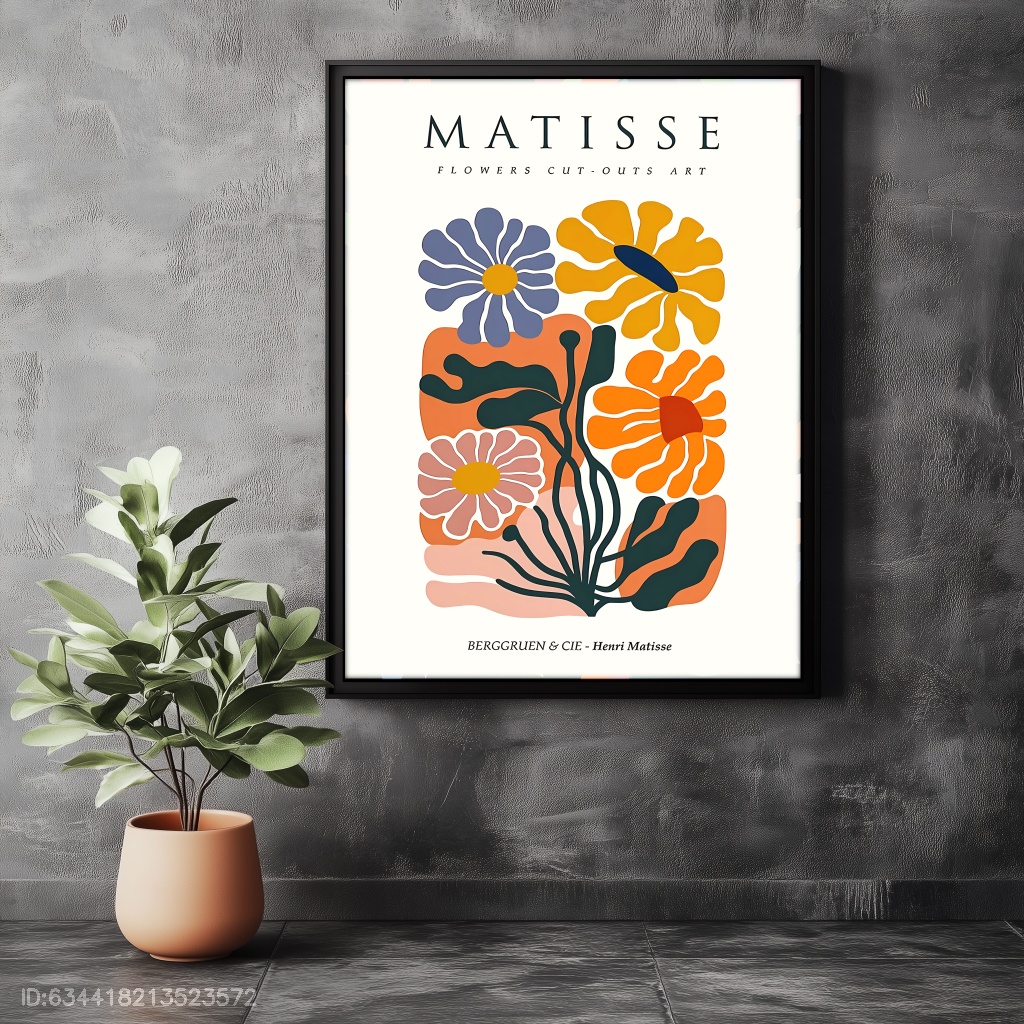 MATISSE
FLOWERS CUT-OUTS ART
BERGGRUEN & CIE - Henri Matisse
ID:634418213523572